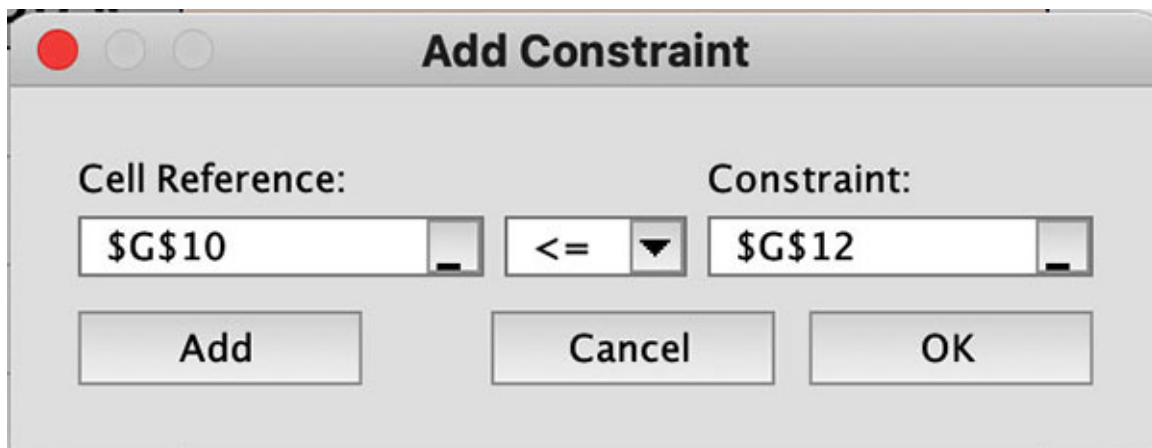 Add Constraint
Cell Reference: Constraint:
$G$10 <= $G$12
Add Cancel OK